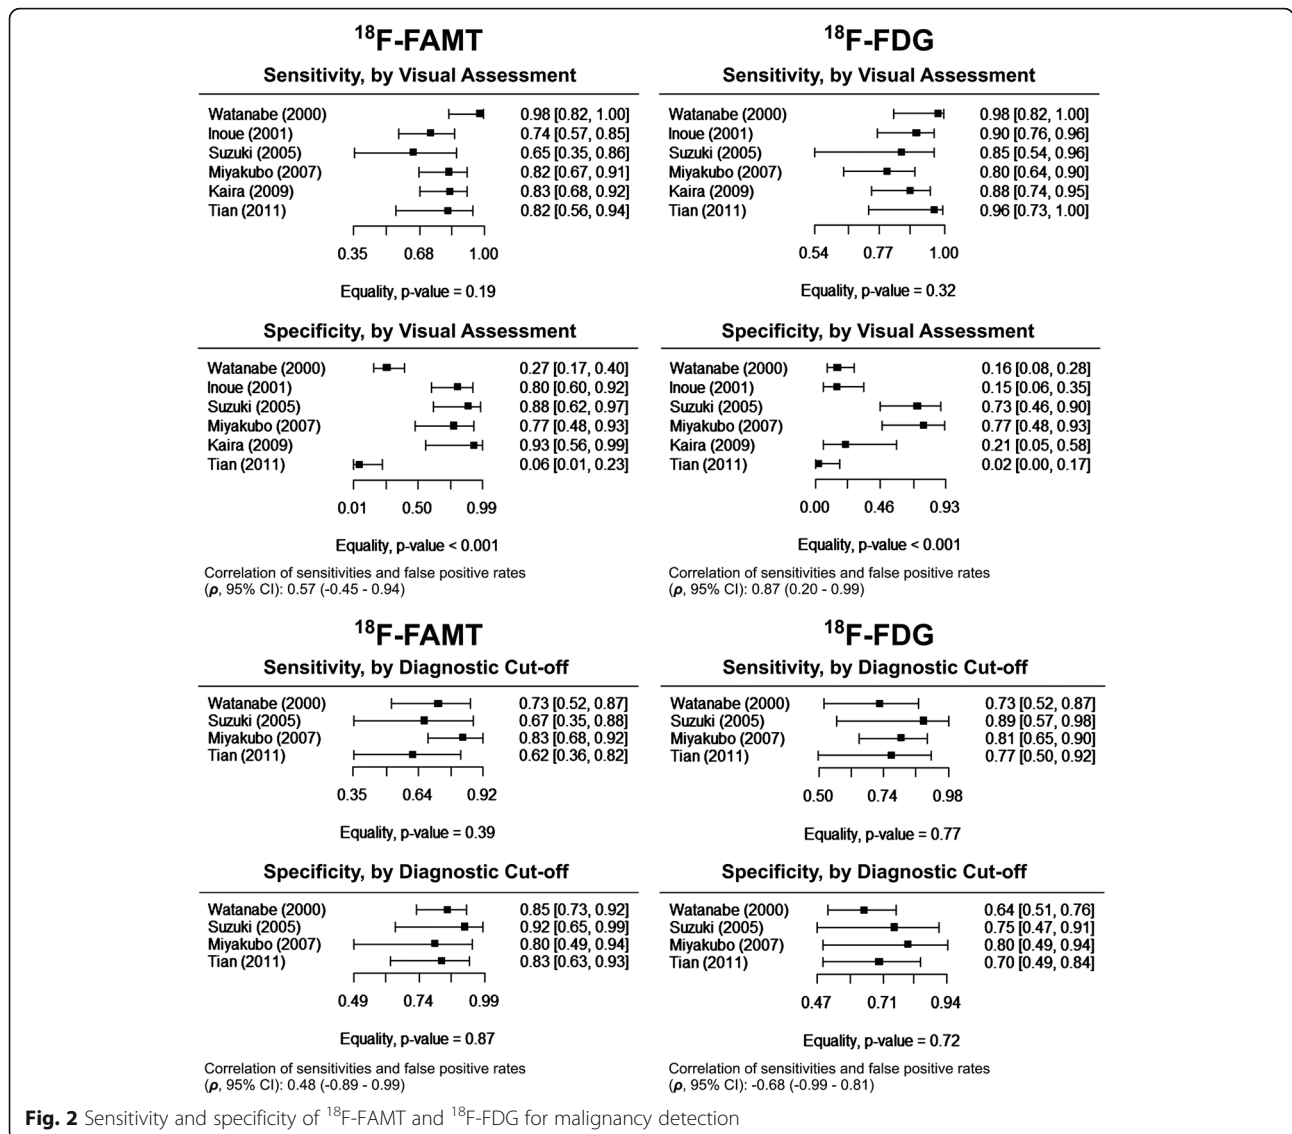 ¹⁸F-FAMT
Sensitivity, by Visual Assessment
Watanabe (2000) 0.98 [0.82, 1.00]
Inoue (2001) 0.74 [0.57, 0.85]
Suzuki (2005) 0.65 [0.35, 0.86]
Miyakubo (2007) 0.82 [0.67, 0.91]
Kaira (2009) 0.83 [0.68, 0.92]
Tian (2011) 0.82 [0.56, 0.94]
0.35 0.68 1.00
Equality, p-value = 0.19
Specificity, by Visual Assessment
Watanabe (2000) 0.27 [0.17, 0.40]
Inoue (2001) 0.80 [0.60, 0.92]
Suzuki (2005) 0.88 [0.62, 0.97]
Miyakubo (2007) 0.77 [0.48, 0.93]
Kaira (2009) 0.93 [0.56, 0.99]
Tian (2011) 0.06 [0.01, 0.23]
0.01 0.50 0.99
Equality, p-value < 0.001
Correlation of sensitivities and false positive rates
(ρ, 95% CI): 0.57 (-0.45 - 0.94)
¹⁸F-FDG
Sensitivity, by Visual Assessment
Watanabe (2000) 0.98 [0.82, 1.00]
Inoue (2001) 0.90 [0.76, 0.96]
Suzuki (2005) 0.85 [0.54, 0.96]
Miyakubo (2007) 0.80 [0.64, 0.90]
Kaira (2009) 0.88 [0.74, 0.95]
Tian (2011) 0.96 [0.73, 1.00]
0.54 0.77 1.00
Equality, p-value = 0.32
Specificity, by Visual Assessment
Watanabe (2000) 0.16 [0.08, 0.28]
Inoue (2001) 0.15 [0.06, 0.35]
Suzuki (2005) 0.73 [0.46, 0.90]
Miyakubo (2007) 0.77 [0.48, 0.93]
Kaira (2009) 0.21 [0.05, 0.58]
Tian (2011) 0.02 [0.00, 0.17]
0.00 0.46 0.93
Equality, p-value < 0.001
Correlation of sensitivities and false positive rates
(ρ, 95% CI): 0.87 (0.20 - 0.99)
¹⁸F-FAMT
Sensitivity, by Diagnostic Cut-off
Watanabe (2000) 0.73 [0.52, 0.87]
Suzuki (2005) 0.67 [0.35, 0.88]
Miyakubo (2007) 0.83 [0.68, 0.92]
Tian (2011) 0.62 [0.36, 0.82]
0.35 0.64 0.92
Equality, p-value = 0.39
Specificity, by Diagnostic Cut-off
Watanabe (2000) 0.85 [0.73, 0.92]
Suzuki (2005) 0.92 [0.65, 0.99]
Miyakubo (2007) 0.80 [0.49, 0.94]
Tian (2011) 0.83 [0.63, 0.93]
0.49 0.74 0.99
Equality, p-value = 0.87
Correlation of sensitivities and false positive rates
(ρ, 95% CI): 0.48 (-0.89 - 0.99)
¹⁸F-FDG
Sensitivity, by Diagnostic Cut-off
Watanabe (2000) 0.73 [0.52, 0.87]
Suzuki (2005) 0.89 [0.57, 0.98]
Miyakubo (2007) 0.81 [0.65, 0.90]
Tian (2011) 0.77 [0.50, 0.92]
0.50 0.74 0.98
Equality, p-value = 0.77
Specificity, by Diagnostic Cut-off
Watanabe (2000) 0.64 [0.51, 0.76]
Suzuki (2005) 0.75 [0.47, 0.91]
Miyakubo (2007) 0.80 [0.49, 0.94]
Tian (2011) 0.70 [0.49, 0.84]
0.47 0.71 0.94
Equality, p-value = 0.72
Correlation of sensitivities and false positive rates
(ρ, 95% CI): -0.68 (-0.99 - 0.81)
Fig. 2 Sensitivity and specificity of ¹⁸F-FAMT and ¹⁸F-FDG for malignancy detection